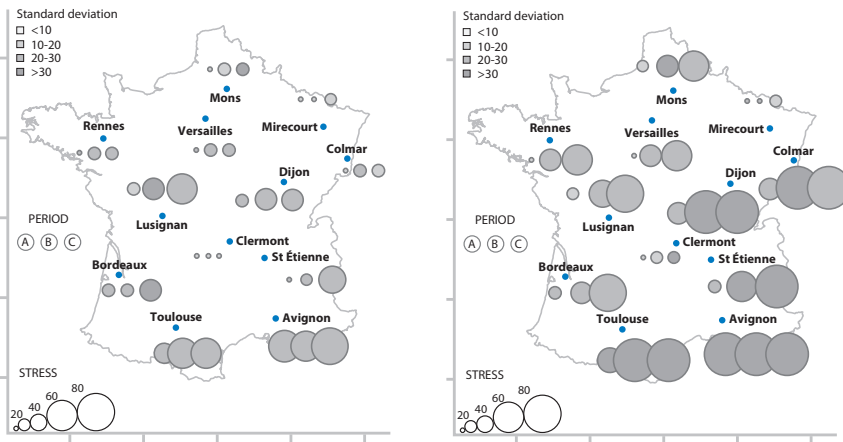 Standard deviation
<10
10-20
20-30
>30
Mons
Rennes
Versailles
Mirecourt
Colmar
Dijon
Lusignan
PERIOD
A B C
Clermont
St Étienne
Bordeaux
Toulouse
Avignon
STRESS
20 40 60 80
Standard deviation
<10
10-20
20-30
>30
Mons
Rennes
Versailles
Mirecourt
Colmar
Dijon
Lusignan
PERIOD
A B C
Clermont
St Étienne
Bordeaux
Toulouse
Avignon
STRESS
20 40 60 80